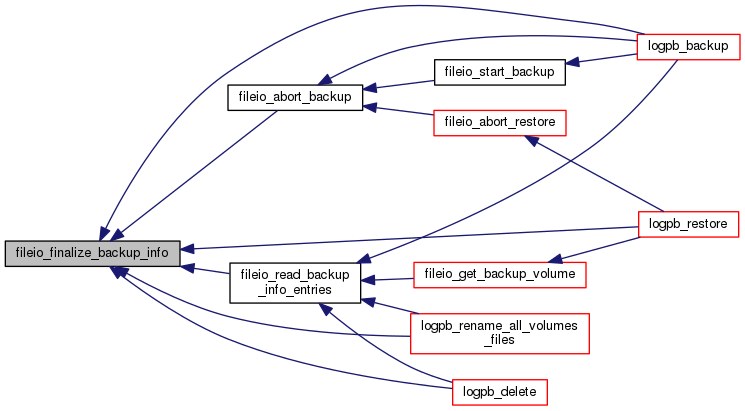 logpb_backup
fileio_start_backup
fileio_abort_backup
fileio_abort_restore
logpb_restore
fileio_finalize_backup_info
fileio_read_backup
_info_entries
fileio_get_backup_volume
logpb_rename_all_volumes
_files
logpb_delete